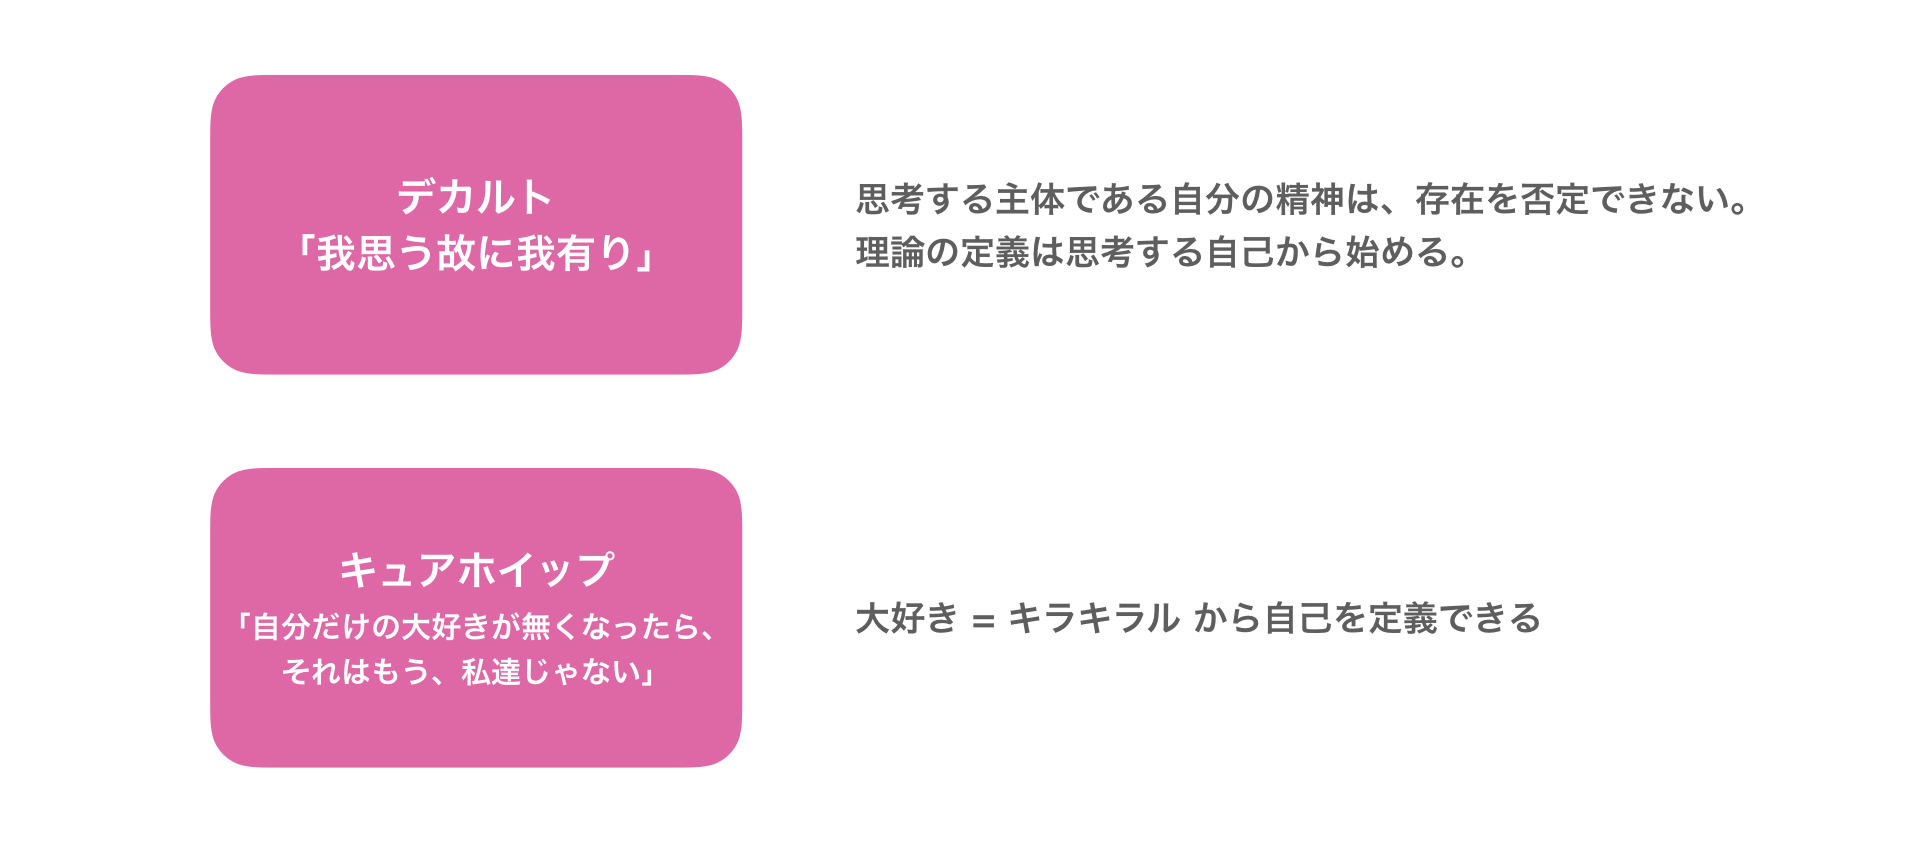 デカルト
「我思う故に我有り」
思考する主体である自分の精神は、存在を否定できない。
理論の定義は思考する自己から始める。
キュアホイップ
「自分だけの大好きが無くなったら、
それはもう、私達じゃない」
大好き = キラキラル から自己を定義できる